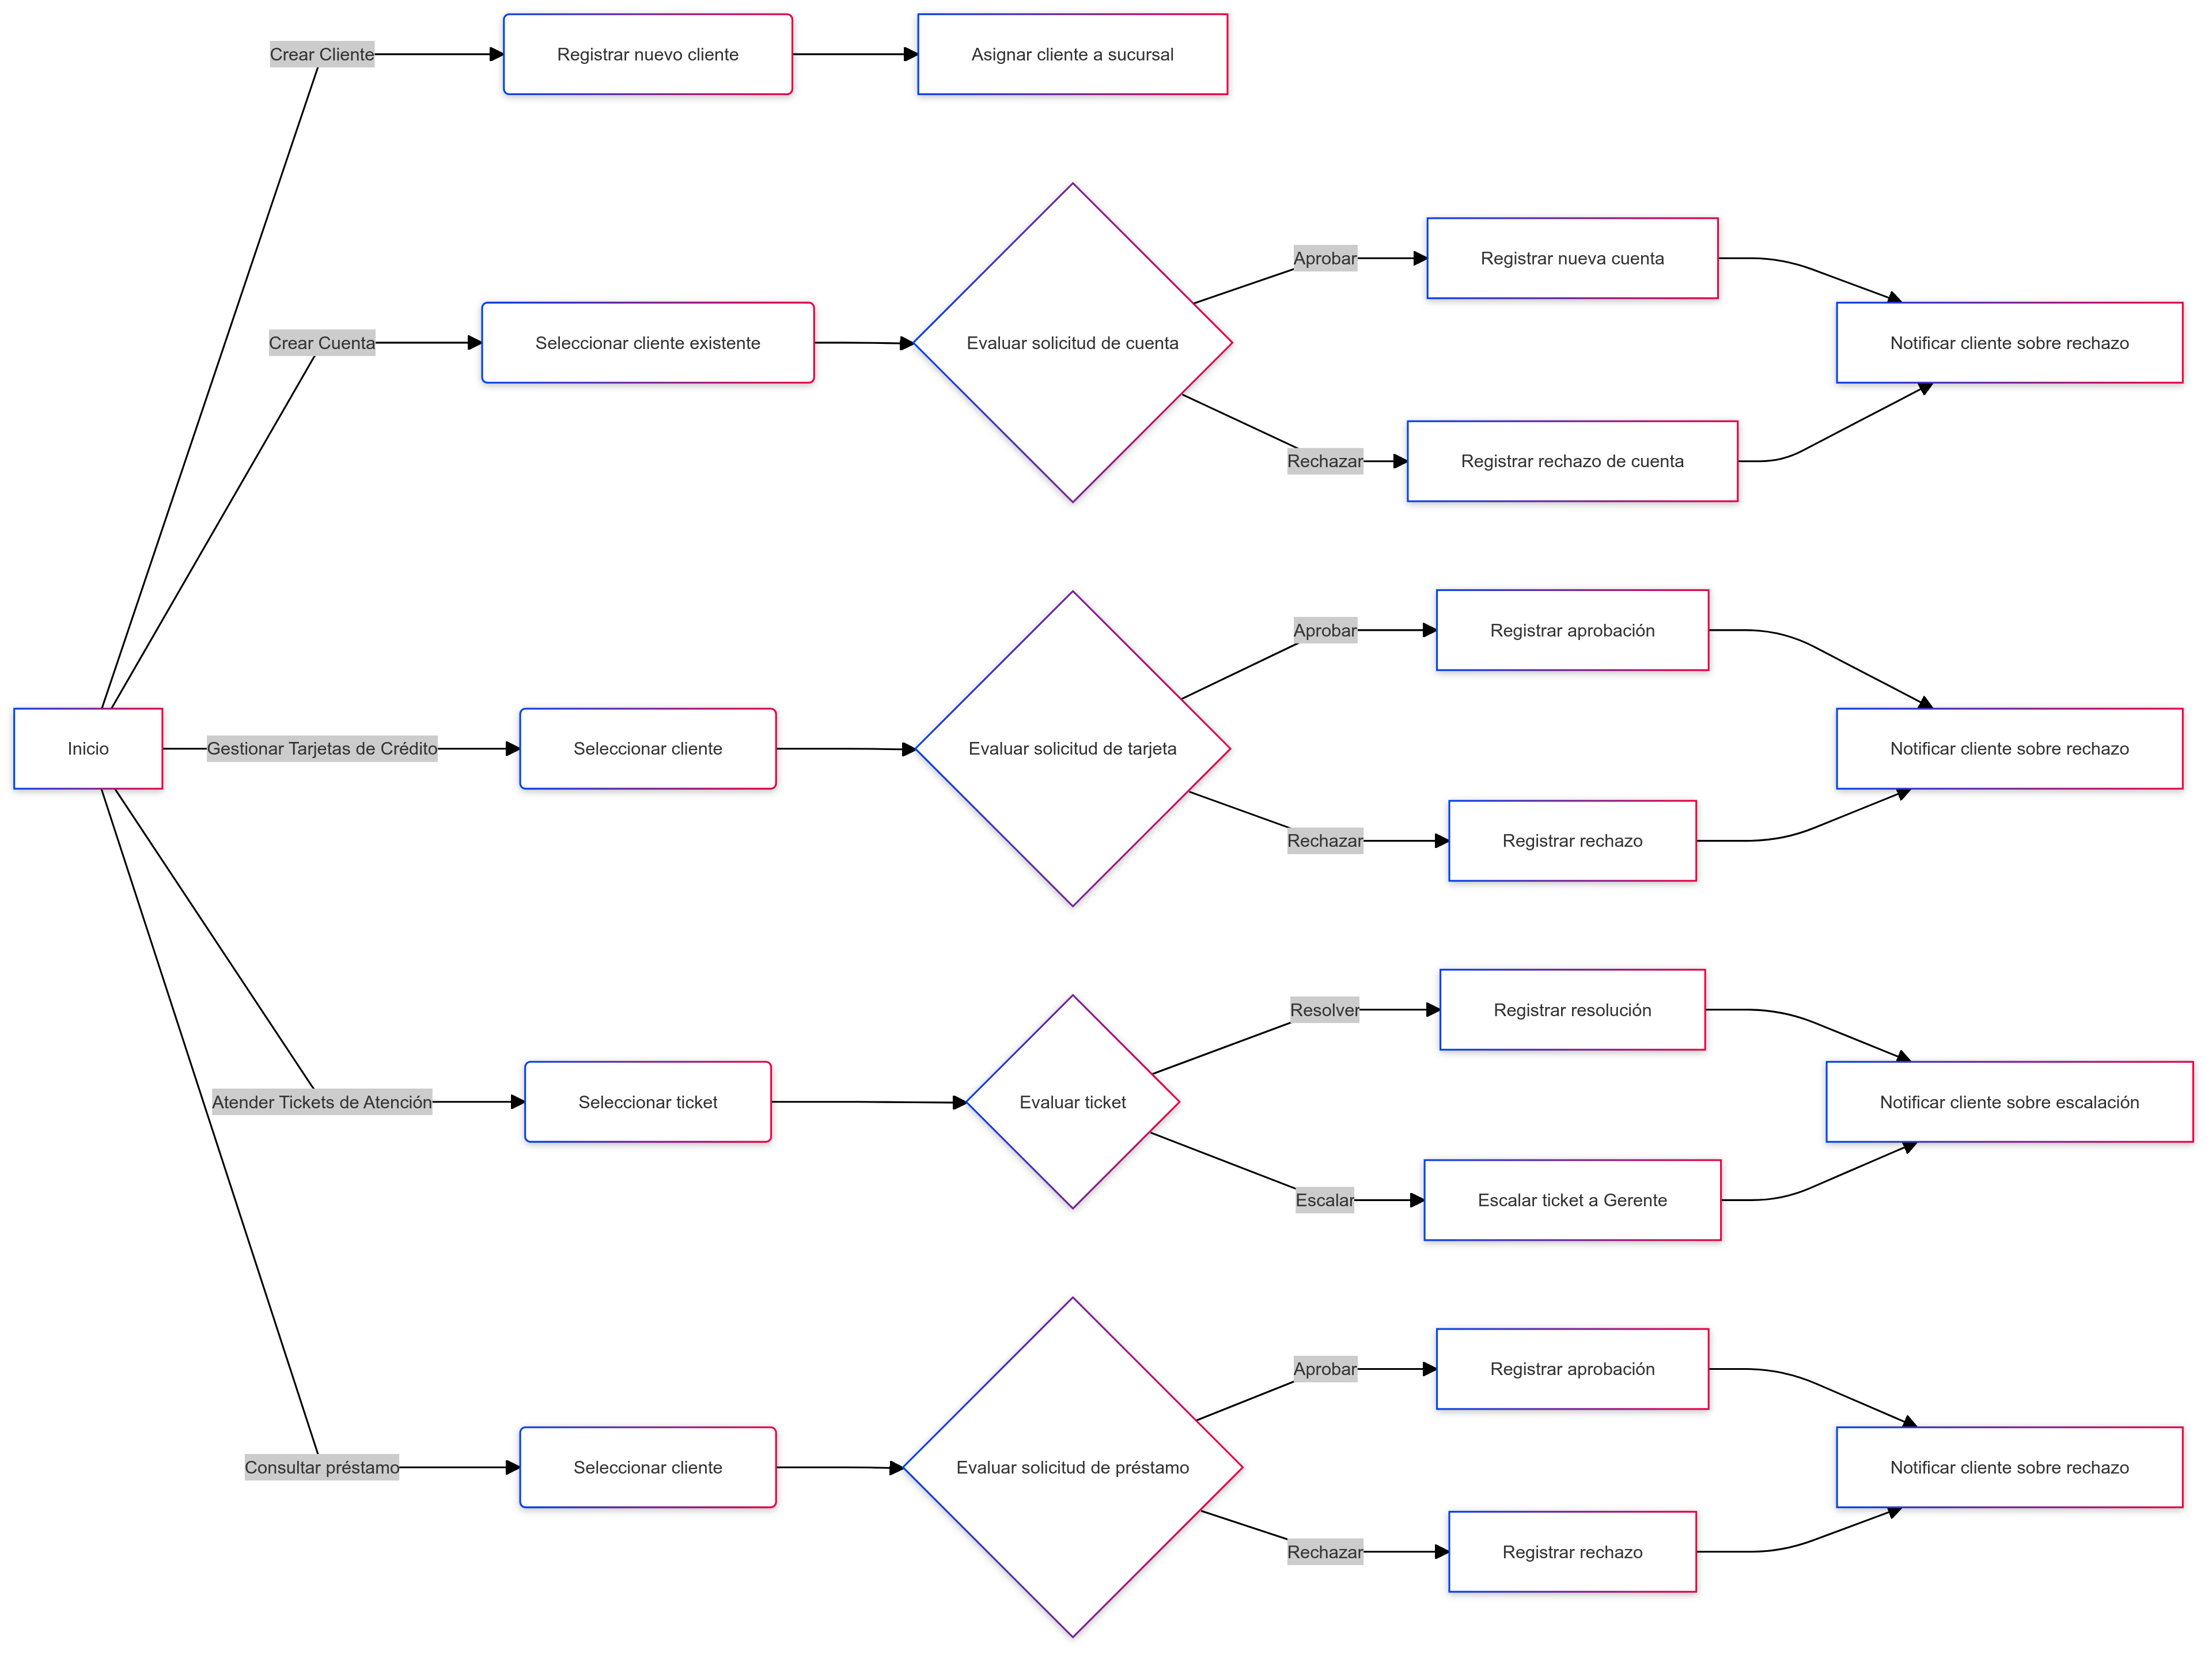 Crear Cliente
Registrar nuevo cliente
Asignar cliente a sucursal
Crear Cuenta
Seleccionar cliente existente
Evaluar solicitud de cuenta
Aprobar
Registrar nueva cuenta
Rechazar
Registrar rechazo de cuenta
Notificar cliente sobre rechazo
Inicio
Gestionar Tarjetas de Crédito
Seleccionar cliente
Evaluar solicitud de tarjeta
Aprobar
Registrar aprobación
Rechazar
Registrar rechazo
Notificar cliente sobre rechazo
Atender Tickets de Atención
Seleccionar ticket
Evaluar ticket
Resolver
Registrar resolución
Escalar
Escalar ticket a Gerente
Notificar cliente sobre escalación
Consultar préstamo
Seleccionar cliente
Evaluar solicitud de préstamo
Aprobar
Registrar aprobación
Rechazar
Registrar rechazo
Notificar cliente sobre rechazo